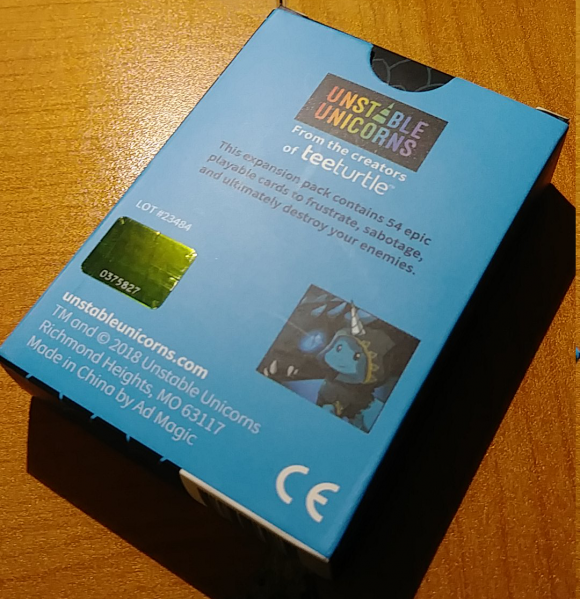 UNSTABLE
UNICORNS
From the creators
of teeturtle™
This expansion pack contains 54 epic
playable cards to frustrate, sabotage,
and ultimately destroy your enemies.
LOT #23484
0375827
unstableunicorns.com
TM and © 2018 Unstable Unicorns
Richmond Heights, MO 63117
Made in China by Ad Magic
CE